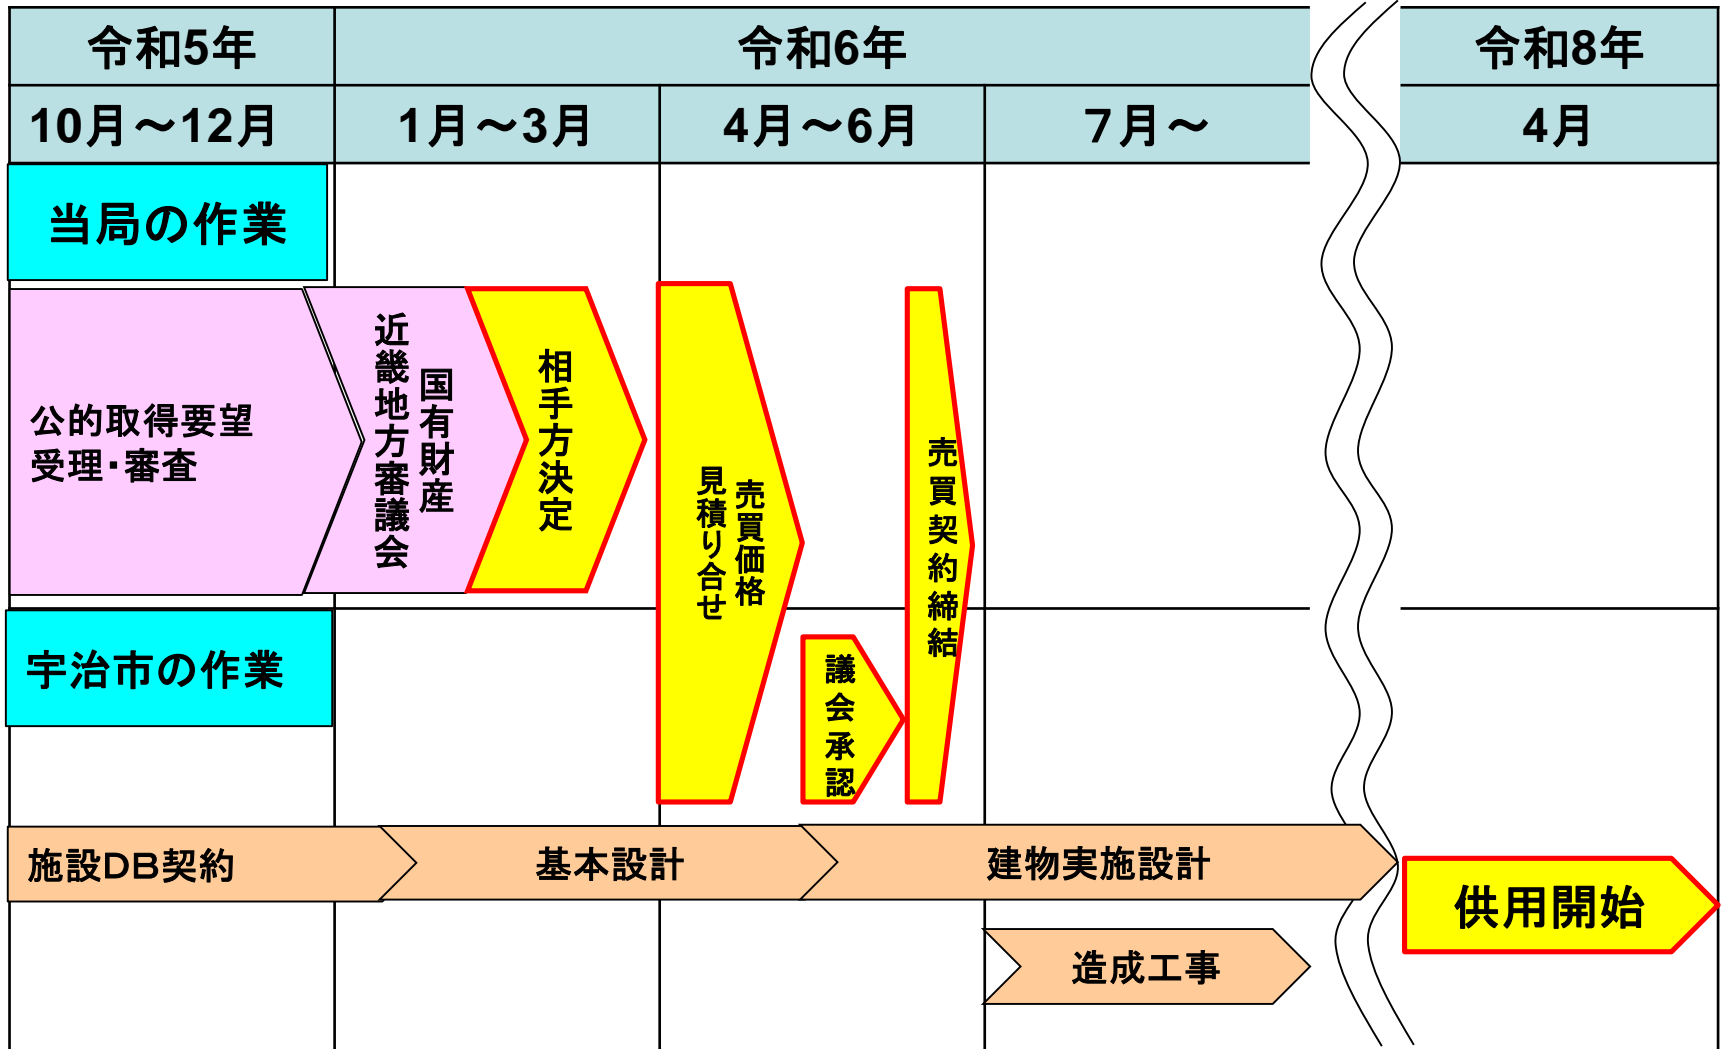 令和5年
令和6年
令和8年
10月～12月
1月～3月
4月～6月
7月～
4月
当局の作業
公的取得要望
受理・審査
国有財産
近畿地方審議会
相手方決定
売買価格
見積り合せ
売買契約締結
宇治市の作業
議会承認
施設DB契約
基本設計
建物実施設計
供用開始
造成工事